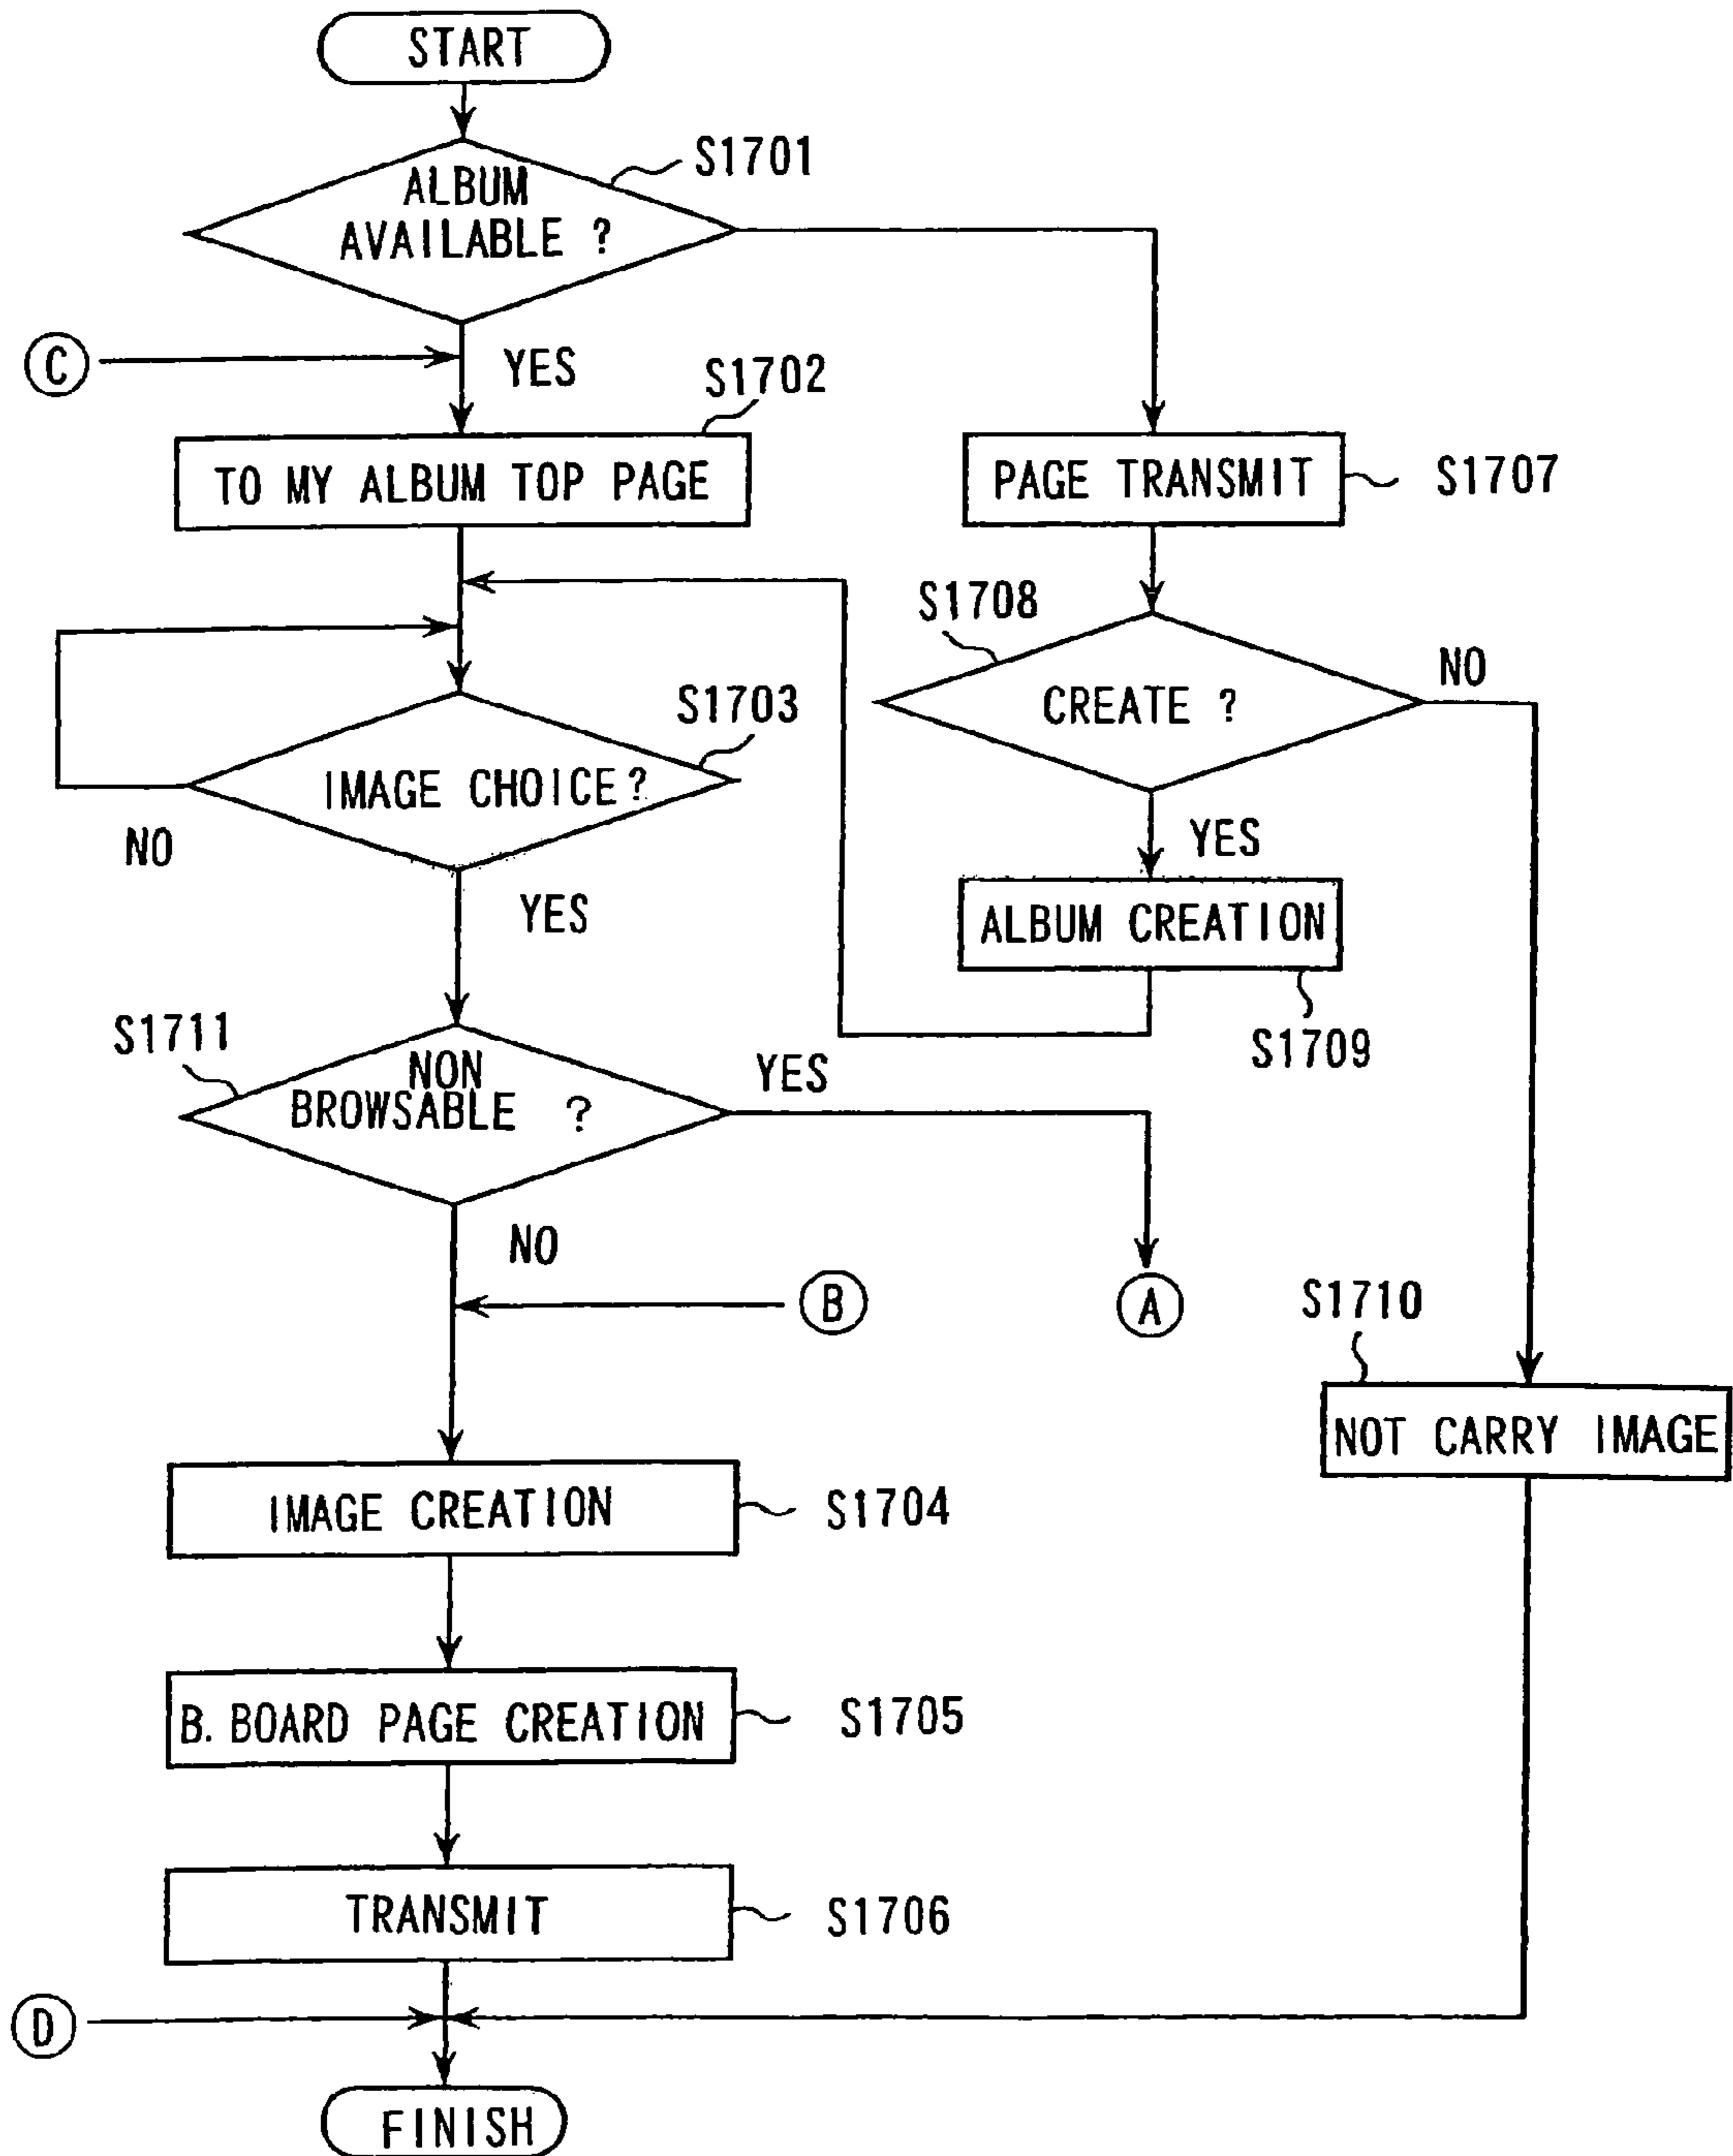 START
S1701
ALBUM
AVAILABLE ?
C
YES
S1702
TO MY ALBUM TOP PAGE
PAGE TRANSMIT
S1707
S1708
NO
CREATE ?
S1703
IMAGE CHOICE?
NO
YES
YES
ALBUM CREATION
S1709
S1711
NON
BROWSABLE ?
YES
NO
B
A
S1710
NOT CARRY IMAGE
IMAGE CREATION
S1704
B. BOARD PAGE CREATION
S1705
TRANSMIT
S1706
D
FINISH